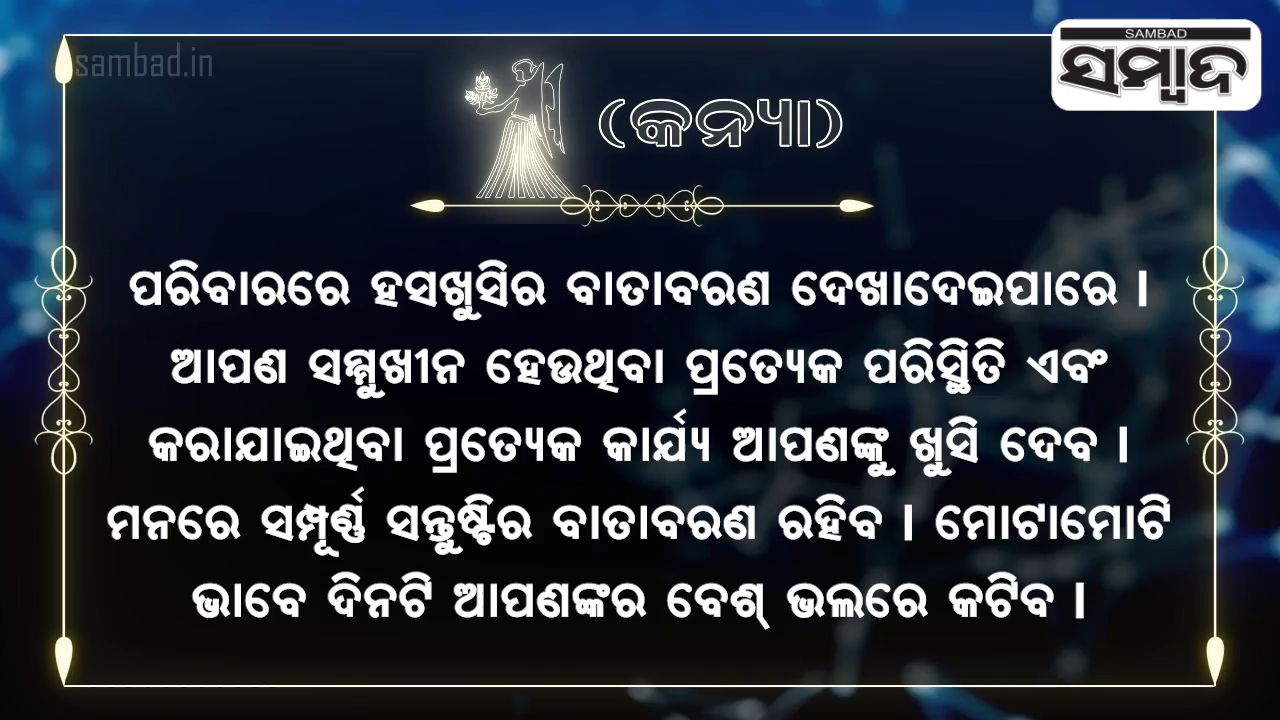 sambad.in
SAMBAD
ସମ୍ବାଦ
(କନ୍ୟା)
ପରିବାରରେ ହସଖୁସିର ବାତାବରଣ ଦେଖାଦେଇପାରେ ।
ଆପଣ ସମ୍ମୁଖୀନ ହେଉଥିବା ପ୍ରତ୍ୟେକ ପରିସ୍ଥିତି ଏବଂ
କରାଯାଇଥିବା ପ୍ରତ୍ୟେକ କାର୍ଯ୍ୟ ଆପଣଙ୍କୁ ଖୁସି ଦେବ ।
ମନରେ ସମ୍ପୂର୍ଣ୍ଣ ସନ୍ତୁଷ୍ଟିର ବାତାବରଣ ରହିବ । ମୋଟାମୋଟି
ଭାବେ ଦିନଟି ଆପଣଙ୍କର ବେଶ୍ ଭଲରେ କଟିବ ।